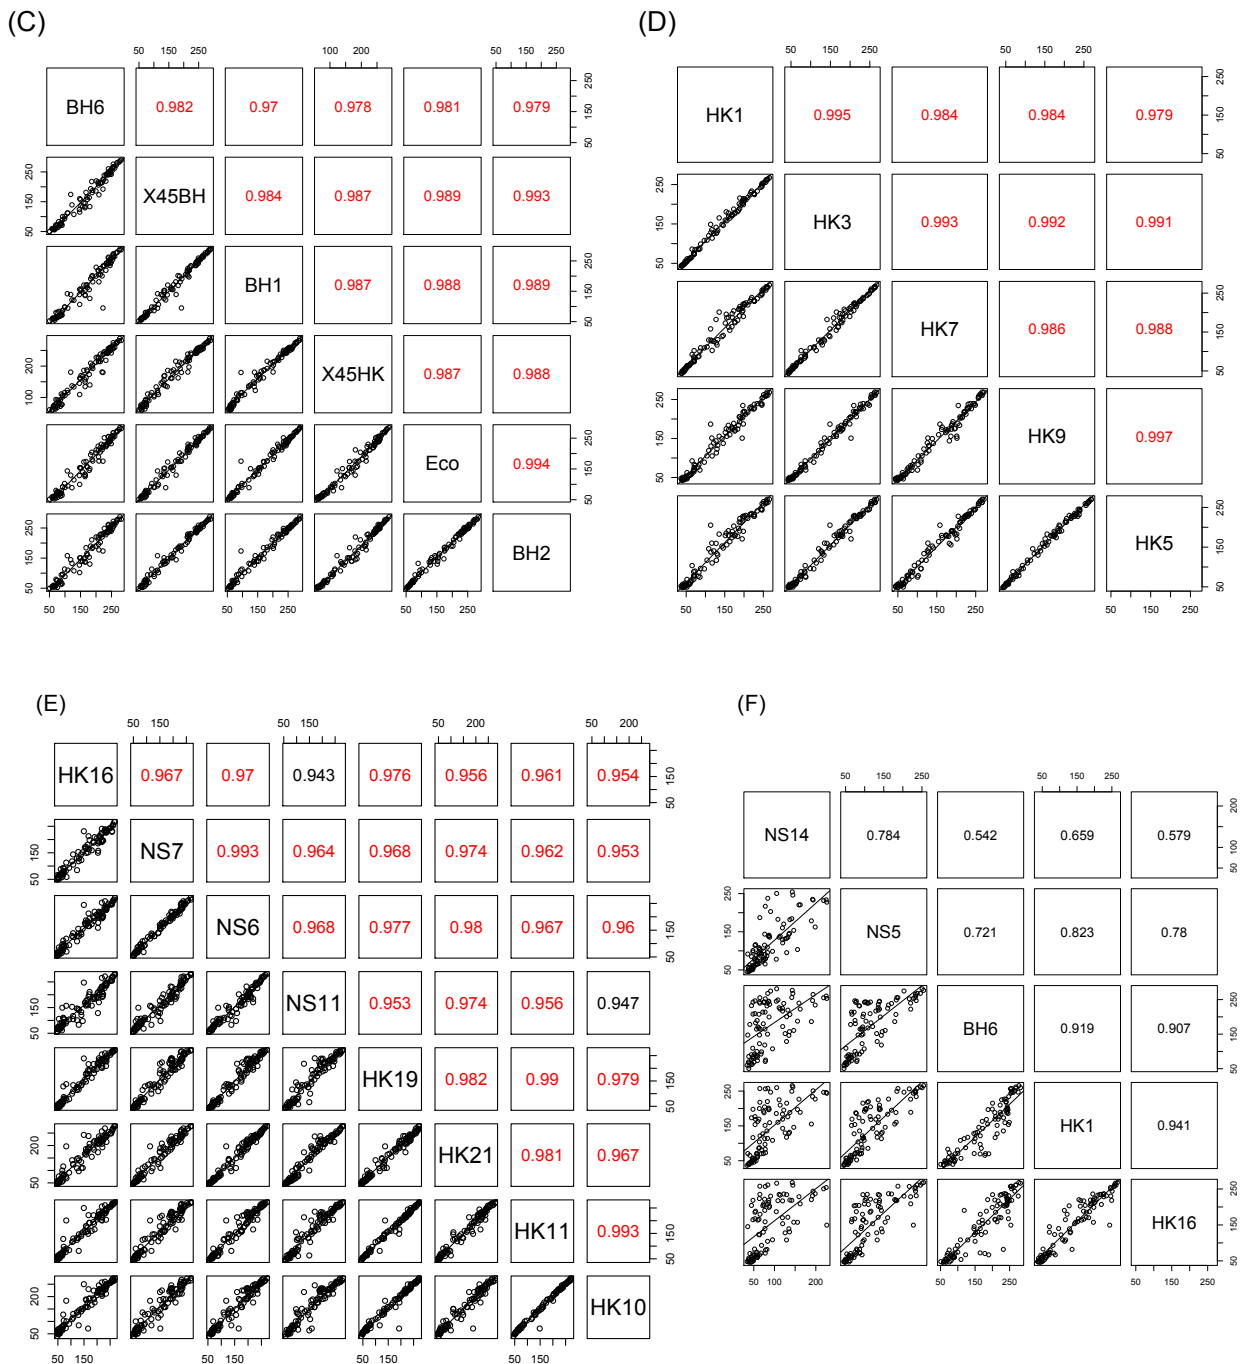 (C)
50 150 250
100 200
50 150 250
BH6 0.982 0.97 0.978 0.981 0.979
50 150 250
50 150 250
X45BH 0.984 0.987 0.989 0.993
BH1 0.987 0.988 0.989
50 150 250
100 200
X45HK 0.987 0.988
Eco 0.994
50 150 250
50 150 250
BH2
50 150 250
50 150 250
50 150 250
(D)
50 150 250
50 150 250
HK1 0.995 0.984 0.984 0.979
50 150 250
50 150 250
HK3 0.993 0.992 0.991
HK7 0.986 0.988
50 150 250
50 150 250
HK9 0.997
HK5
50 150 250
50 150 250
50 150 250
50 150 250
(E)
50 150
50 150
50 200
50 200
HK16 0.967 0.97 0.943 0.976 0.956 0.961 0.954
50 150
50 150
NS7 0.993 0.964 0.968 0.974 0.962 0.953
NS6 0.968 0.977 0.98 0.967 0.96
50 150
50 150
NS11 0.953 0.974 0.956 0.947
HK19 0.982 0.99 0.979
50 150
50 200
HK21 0.981 0.967
HK11 0.993
50 150
50 200
HK10
50 150
50 150
50 150
50 150
(F)
50 150 250
50 150 250
NS14 0.784 0.542 0.659 0.579
50 100 200
50 150 250
NS5 0.721 0.823 0.78
BH6 0.919 0.907
50 150 250
50 150 250
HK1 0.941
HK16
50 150 250
50 100 200
50 150 250
50 150 250